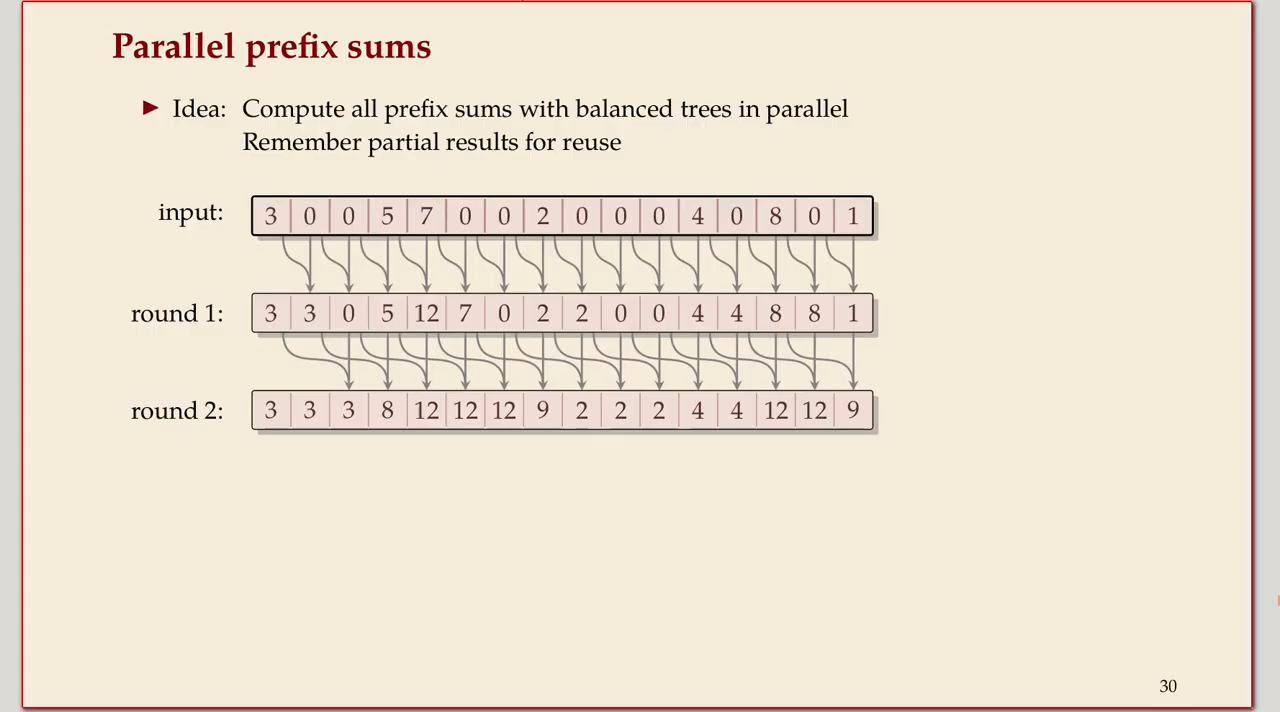 Parallel prefix sums
▶ Idea: Compute all prefix sums with balanced trees in parallel
Remember partial results for reuse
input: 3 0 0 5 7 0 0 2 0 0 0 4 0 8 0 1
round 1: 3 3 0 5 12 7 0 2 2 0 0 4 4 8 8 1
round 2: 3 3 3 8 12 12 12 9 2 2 2 4 4 12 12 9
30